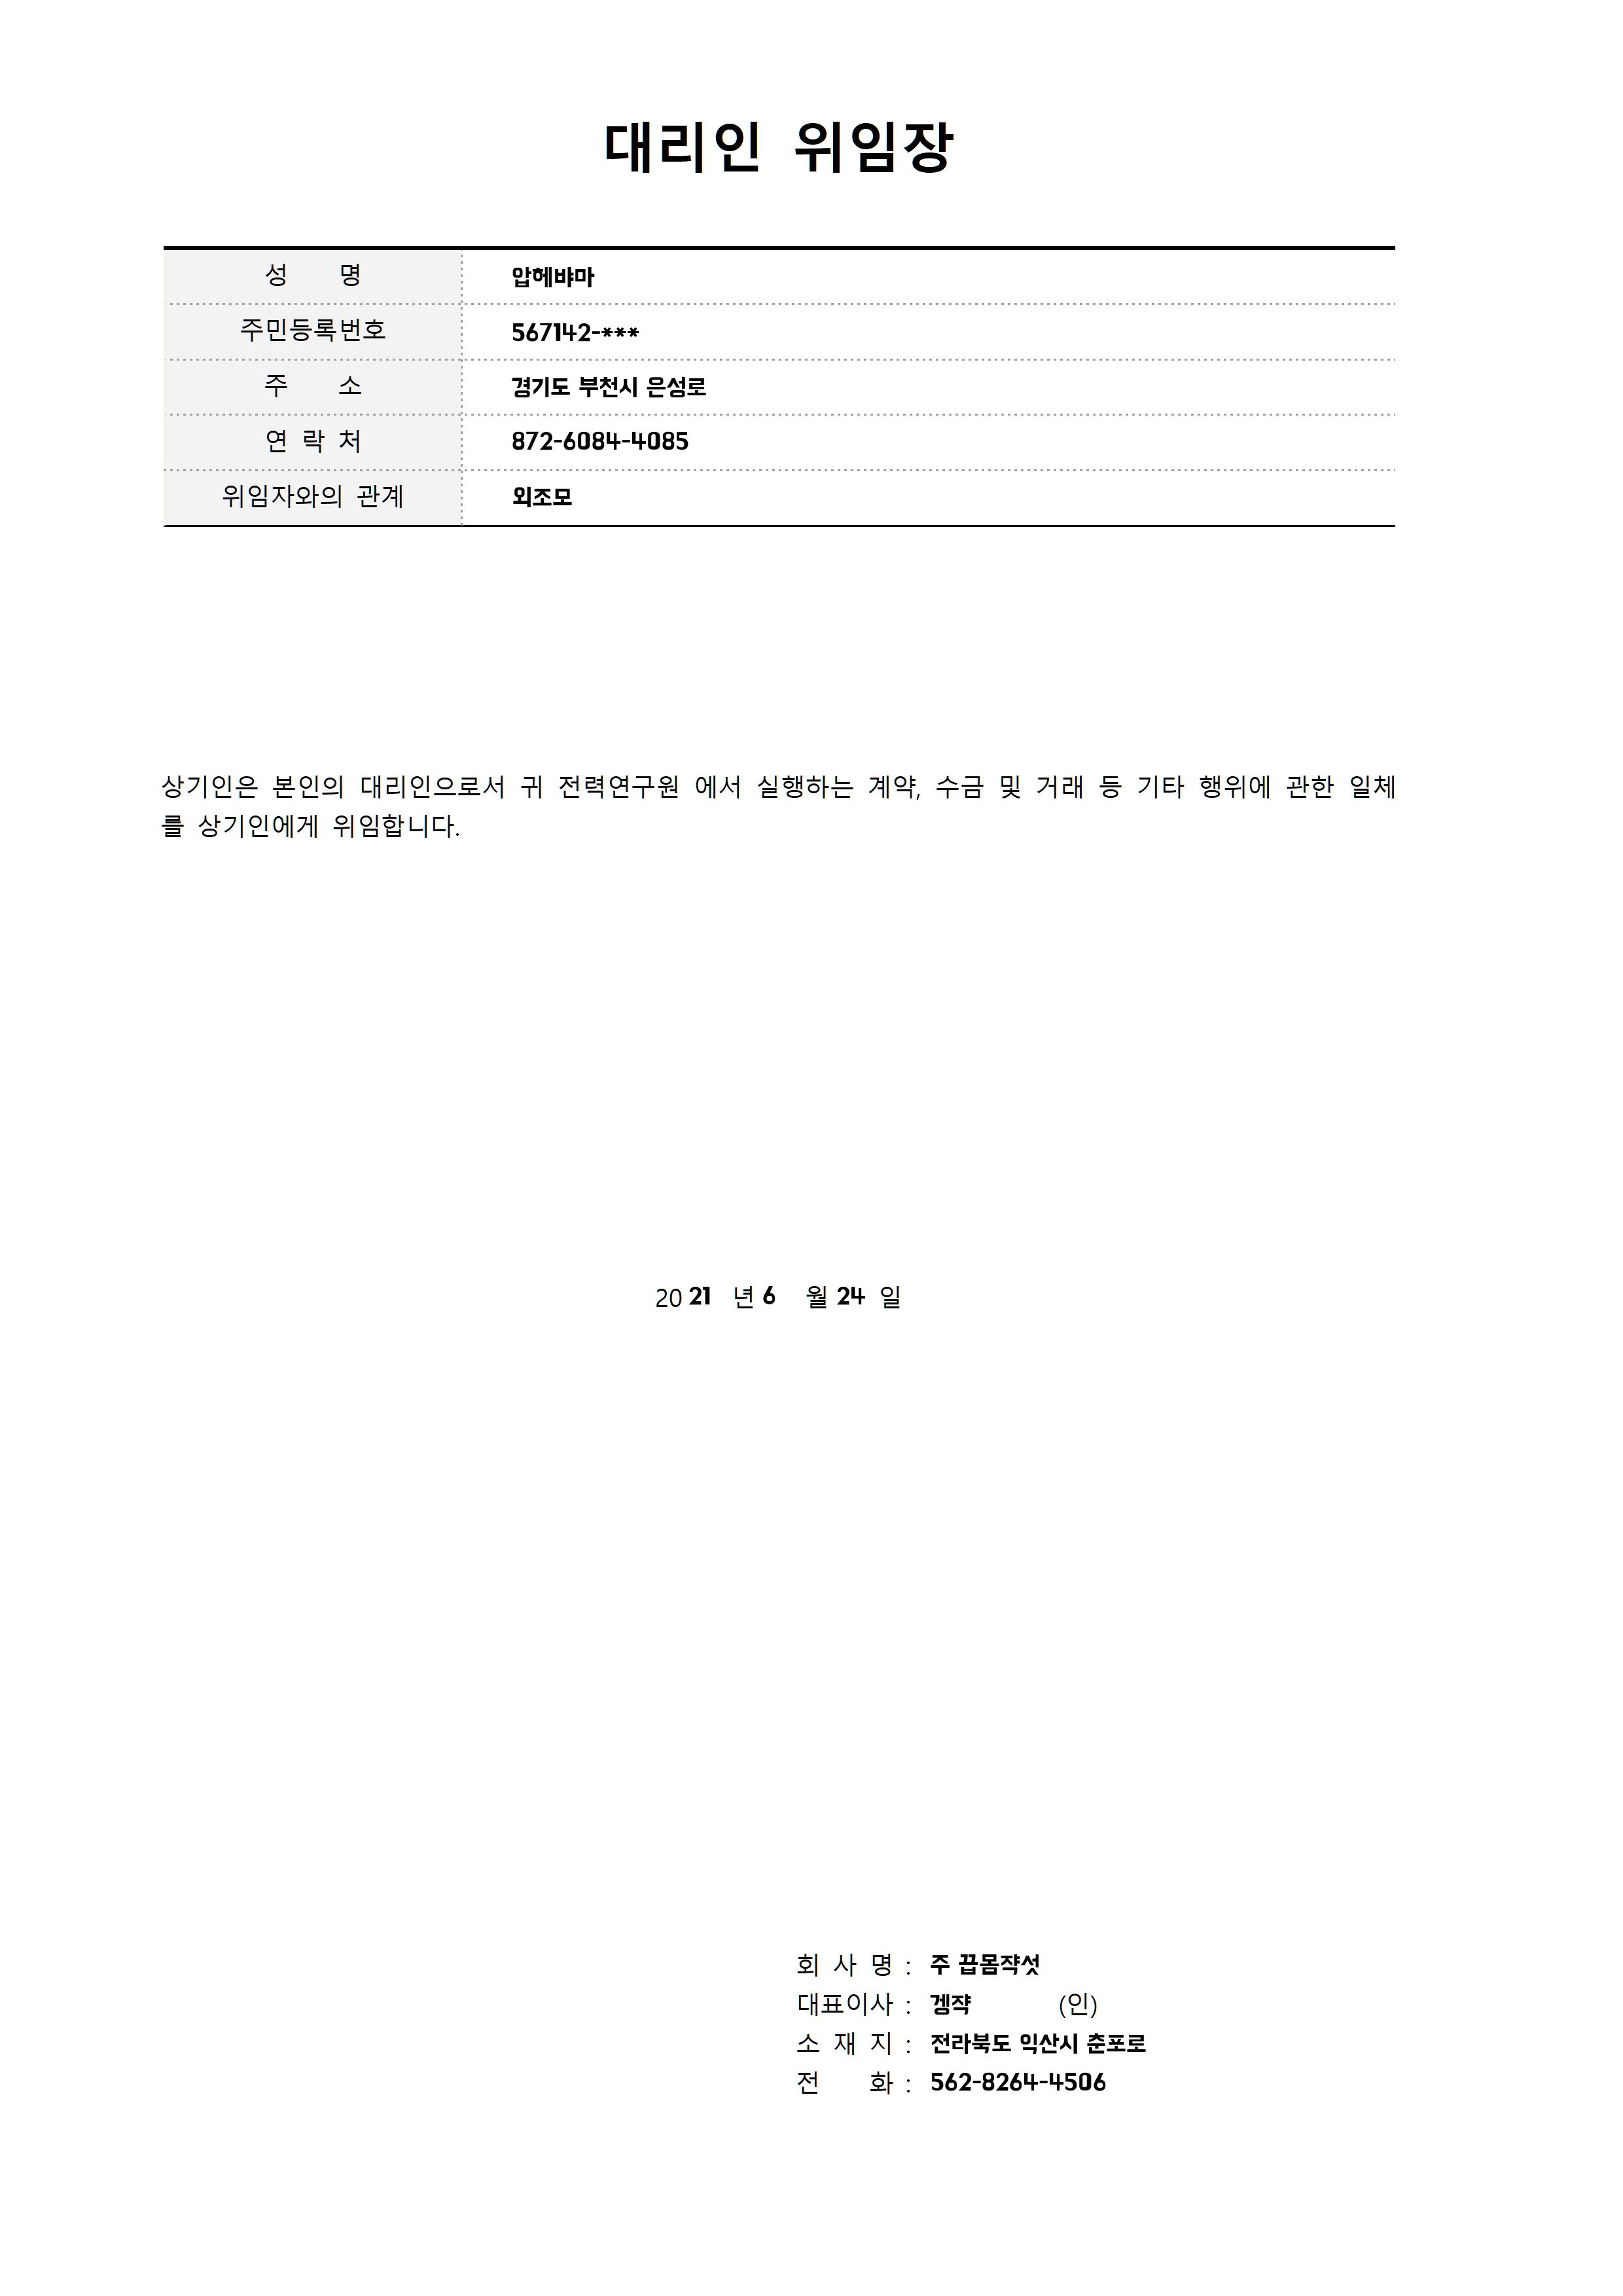 대리인 위임장
성 명 압헤뱌마
주민등록번호 567142-***
주 소 경기도 부천시 은성로
연 락 처 872-6084-4085
위임자와의 관계 외조모
상기인은 본인의 대리인으로서 귀 전력연구원 에서 실행하는 계약, 수금 및 거래 등 기타 행위에 관한 일체
를 상기인에게 위임합니다.
20 21 년 6 월 24 일
회 사 명 : 주 끕몸쟉섯
대표이사 : 겡쟉 (인)
소 재 지 : 전라북도 익산시 춘포로
전 화 : 562-8264-4506